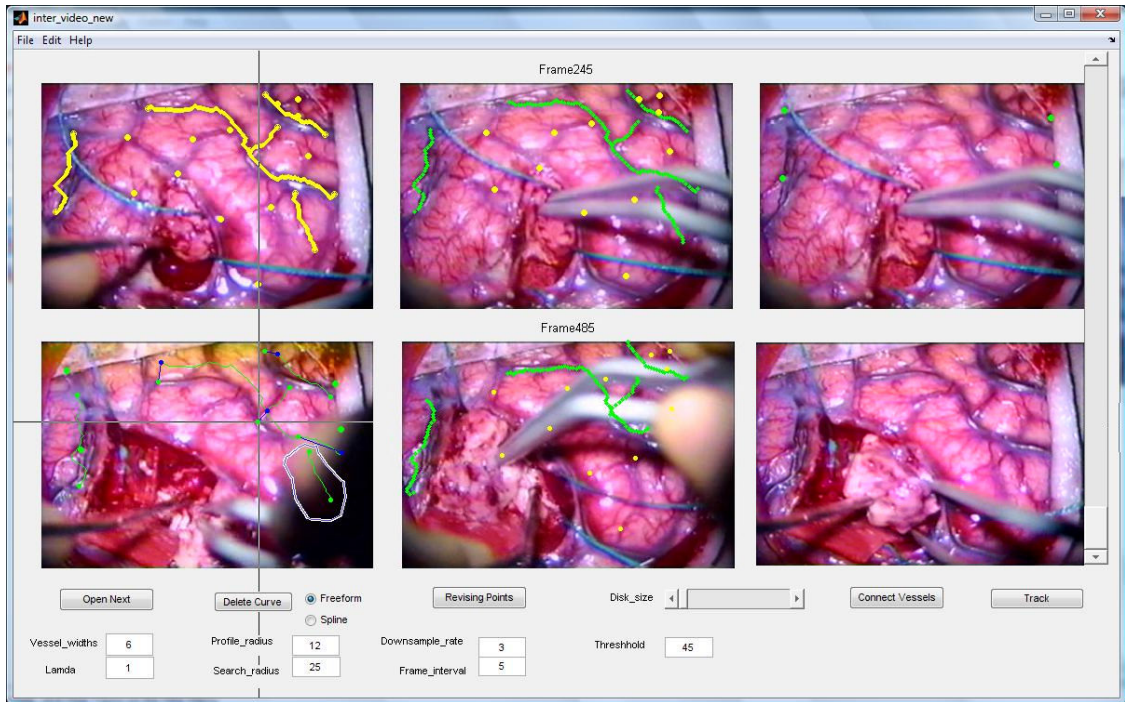 inter_video_new
File Edit Help
Frame245
Frame485
Open Next
Delete Curve
Freeform
Spline
Revising Points
Disk_size
Connect Vessels
Track
Vessel_widths 6
Profile_radius 12
Downsample_rate 3
Threshhold 45
Lamda 1
Search_radius 25
Frame_interval 5